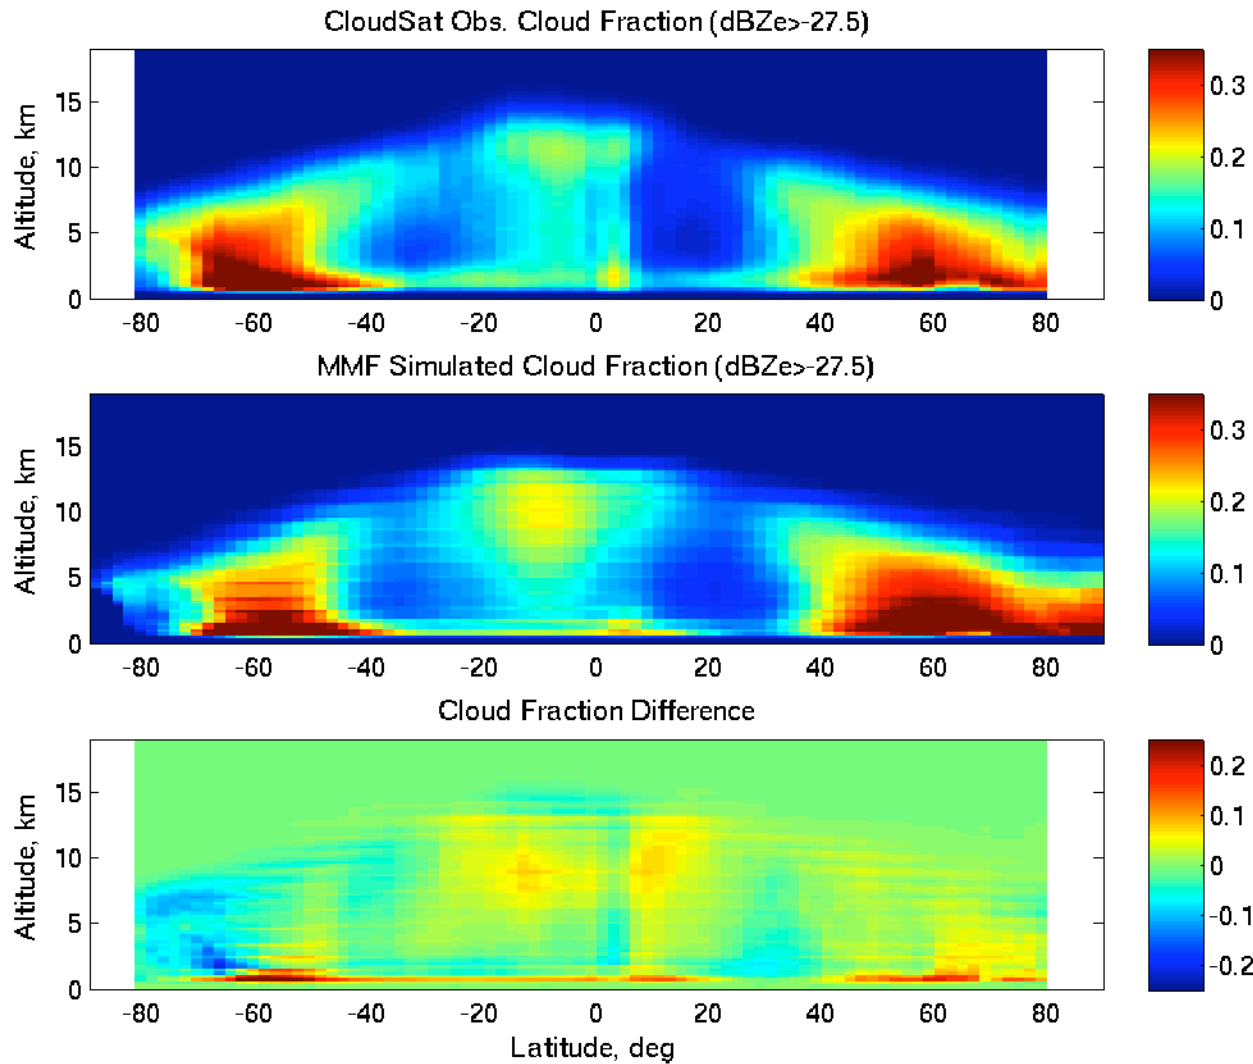 CloudSat Obs. Cloud Fraction (dBZe>-27.5)
Altitude, km
15
10
5
0
-80 -60 -40 -20 0 20 40 60 80
0.3
0.2
0.1
0
MMF Simulated Cloud Fraction (dBZe>-27.5)
Altitude, km
15
10
5
0
-80 -60 -40 -20 0 20 40 60 80
0.3
0.2
0.1
0
Cloud Fraction Difference
Altitude, km
15
10
5
0
-80 -60 -40 -20 0 20 40 60 80
Latitude, deg
0.2
0.1
0
-0.1
-0.2